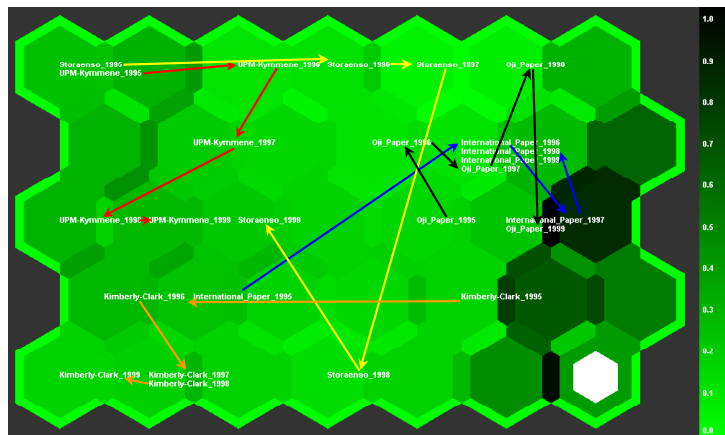 Storaenso_1995
UPM-Kymmene_1995
UPM-Kymmene_1996
Storaenso_1996
Storaenso_1997
Oji_Paper_1990
UPM-Kymmene_1997
Oji_Paper_1996
International_Paper_1996
International_Paper_1998
International_Paper_1999
Oji_Paper_1997
UPM-Kymmene_1998
UPM-Kymmene_1999
Storaenso_1999
Oji_Paper_1995
International_Paper_1997
Oji_Paper_1999
Kimberly-Clark_1996
International_Paper_1995
Kimberly-Clark_1995
Kimberly-Clark_1999
Kimberly-Clark_1997
Kimberly-Clark_1998
Storaenso_1998
1.0
0.9
0.8
0.7
0.6
0.5
0.4
0.3
0.2
0.1
0.0